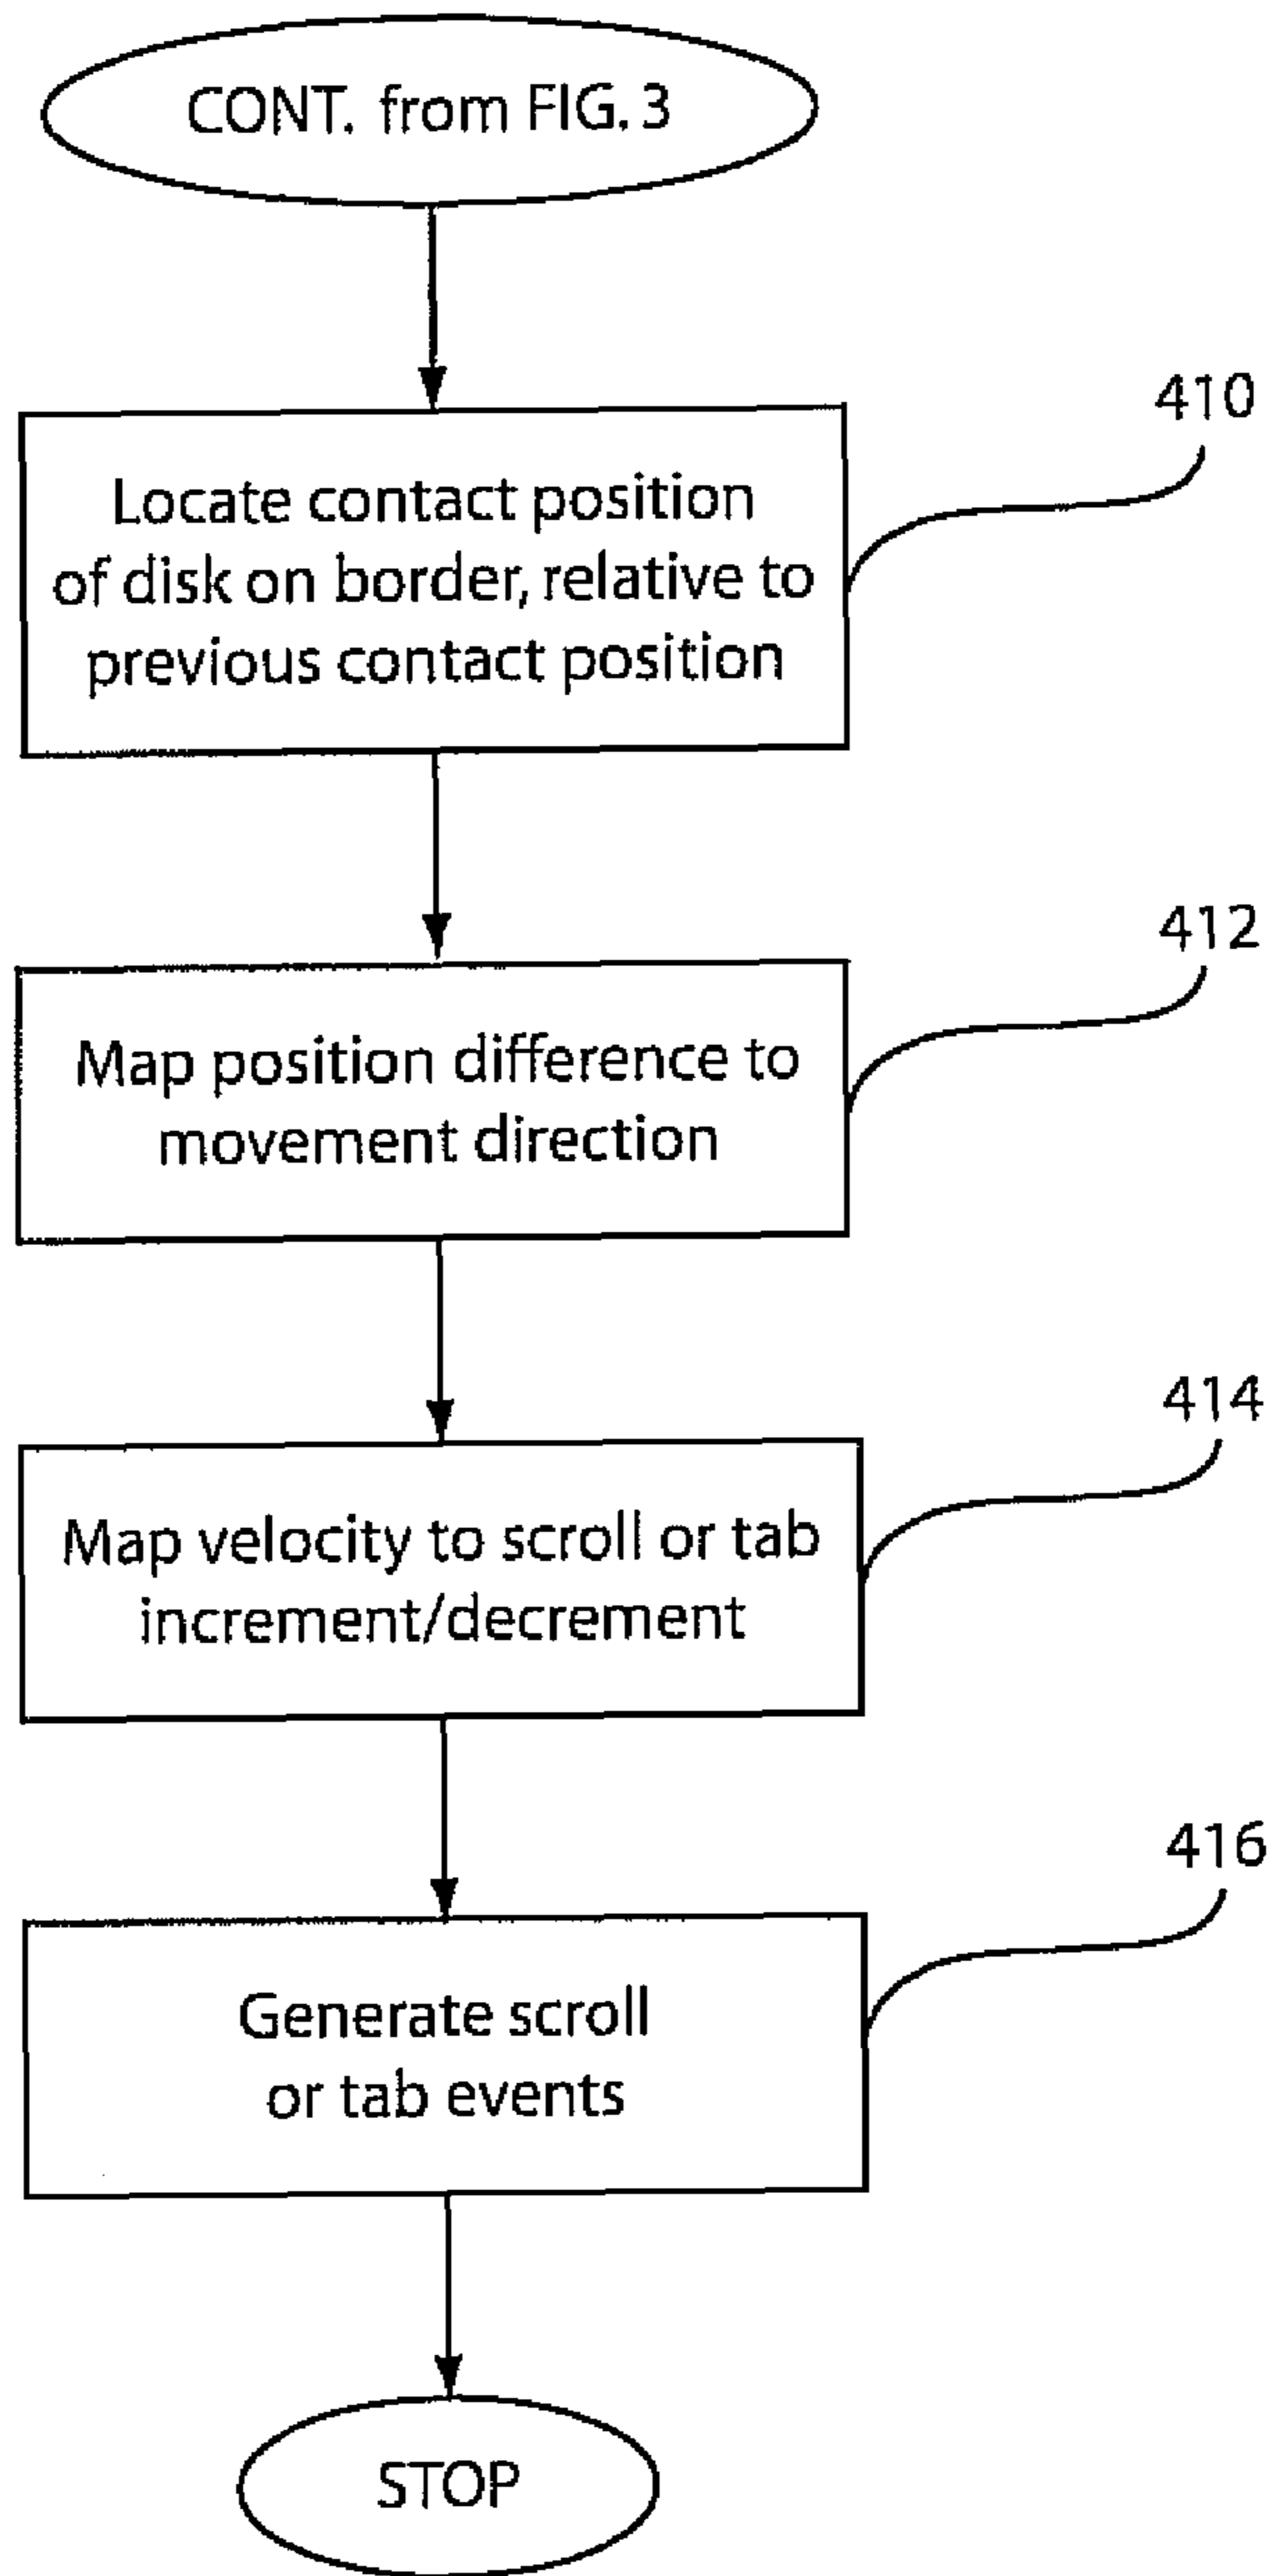 CONT. from FIG. 3
410
Locate contact position
of disk on border, relative to
previous contact position
412
Map position difference to
movement direction
414
Map velocity to scroll or tab
increment/decrement
416
Generate scroll
or tab events
STOP